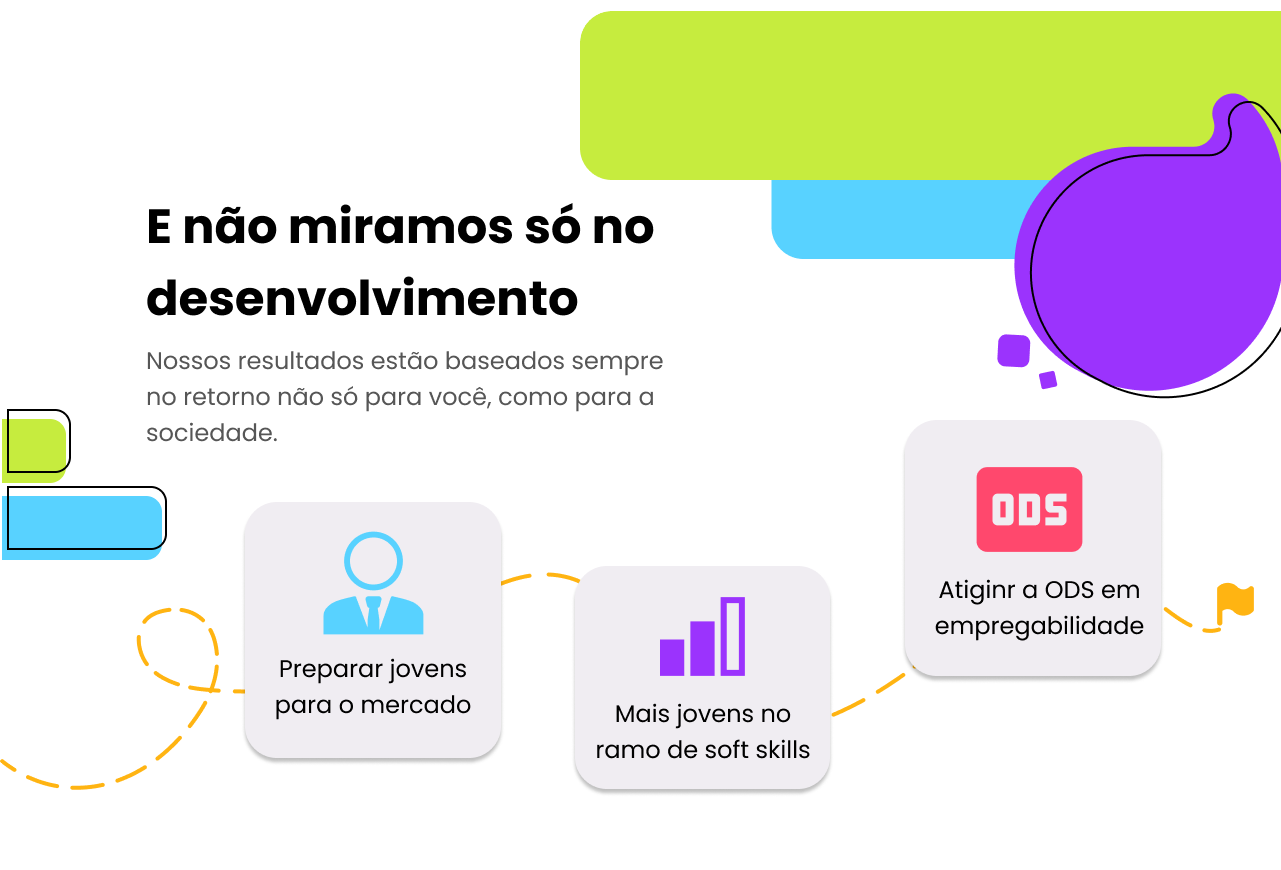 E não miramos só no
desenvolvimento
Nossos resultados estão baseados sempre
no retorno não só para você, como para a
sociedade.
Preparar jovens
para o mercado
Mais jovens no
ramo de soft skills
ODS
Atiginr a ODS em
empregabilidade